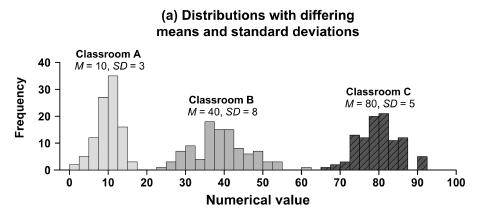 (a) Distributions with differing
means and standard deviations
Classroom A
M = 10, SD = 3
Classroom B
M = 40, SD = 8
Classroom C
M = 80, SD = 5
Frequency
40
30
20
10
0
0 10 20 30 40 50 60 70 80 90 100
Numerical value